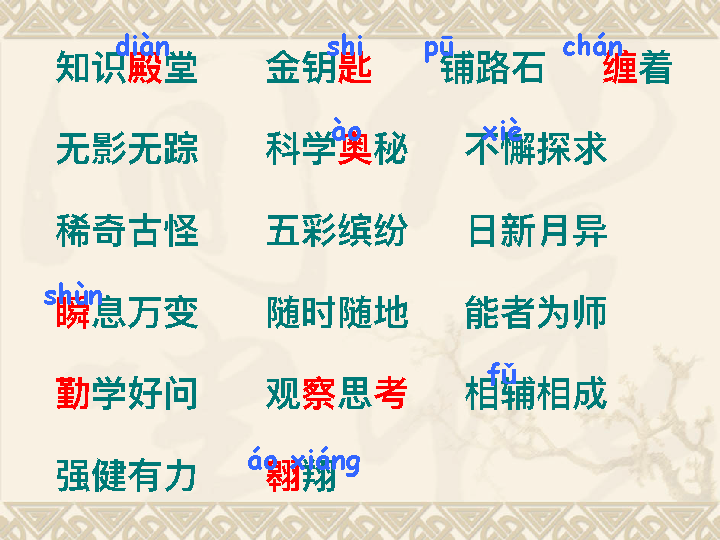 diàn shi pū chán
知识殿堂 金钥匙 铺路石 缠着
ào xiè
无影无踪 科学奥秘 不懈探求
稀奇古怪 五彩缤纷 日新月异
shùn
瞬息万变 随时随地 能者为师
fǔ
勤学好问 观察思考 相辅相成
áo xiáng
强健有力 翱翔